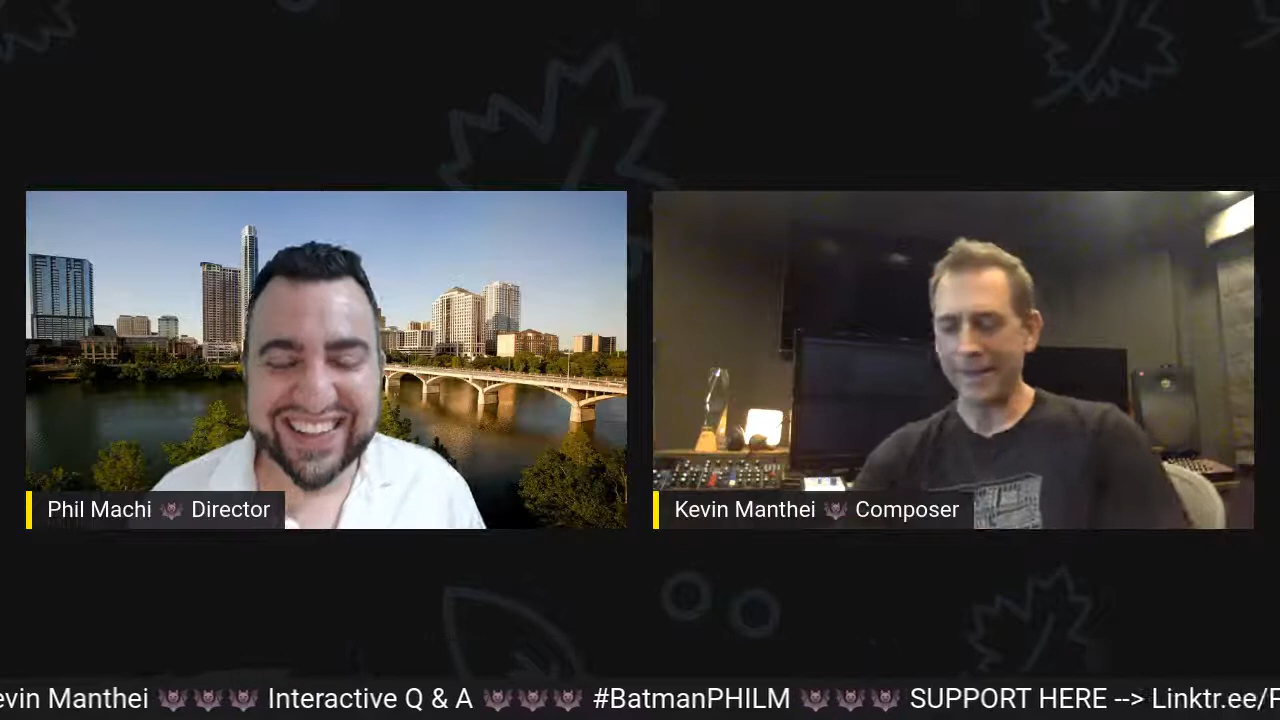 Phil Machi 🦇 Director
Kevin Manthei 🦇 Composer
evin Manthei 🦇🦇🦇 Interactive Q & A 🦇🦇🦇 #BatmanPHILM 🦇🦇🦇 SUPPORT HERE --> Linktr.ee/